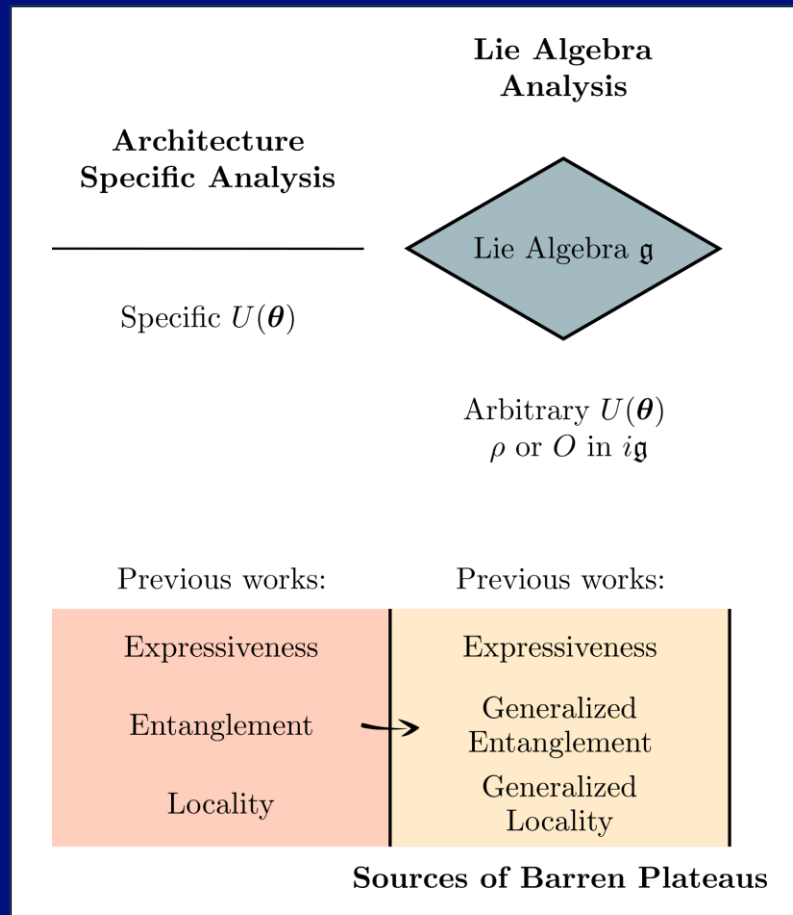 Architecture
Specific Analysis
Specific U(θ)
Lie Algebra
Analysis
Lie Algebra 𝔤
Arbitrary U(θ)
ρ or O in i𝔤
Previous works:
Expressiveness
Entanglement
Locality
Previous works:
Expressiveness
Generalized
Entanglement
Generalized
Locality
Sources of Barren Plateaus